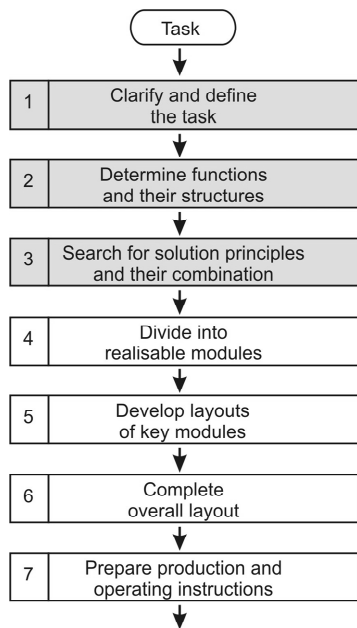 Task
1
Clarify and define
the task
2
Determine functions
and their structures
3
Search for solution principles
and their combination
4
Divide into
realisable modules
5
Develop layouts
of key modules
6
Complete
overall layout
7
Prepare production and
operating instructions